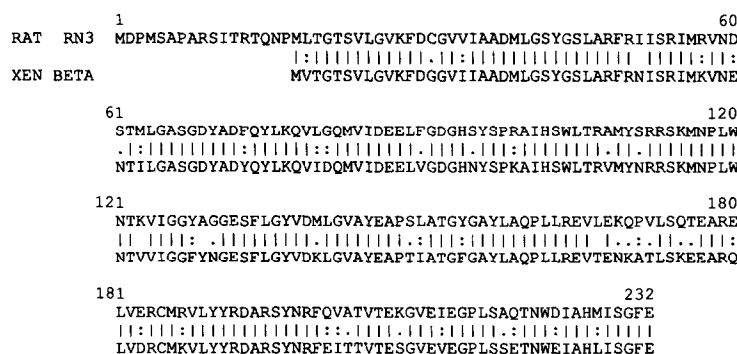 1 60
RAT RN3 MDPMSAPARSITRTQNPMLTGTSVLGVKFDCGVVIAADMLGSYGSLARFRIISRIMRVND
|:||||||||||||.||:||||||||||||||||| |||||:||:
XEN BETA MVTGTSVLGVKFDGGVIIAADMLGSYGSLARFRNISRIMKVNE
61 120
STMLGASGDYADFQYLKQVLGQMVIDEELFGDGHSYSPRAIHSWLTRAMYSRRSKMNPLW
.|:|||||||||:||||||::||||||||.||||.|||:||||||||.||.|||||||||
NTILGASGDYADYQYLKQVIDQMVIDEELVGDGHNYSPKAIHSWLTRVMYNRRSKMNPLW
121 180
NTKVIGGYAGGESFLGYVDMLGVAYEAPSLATGYGAYLAQPLLREVLEKQPVLSQTEARE
|| ||||: .||||||||| |||||||||.:|||:|||||||||||| |..:.||.:|||:
NTVVIGGFYNGESFLGYVDKLGVAYEAPTIATGFGAYLAQPLLREVTENKATLSKEEARQ
181 232
LVERCMRVLYYRDARSYNRFQVATVTEKGVEIEGPLSAQTNWDIAHMISGFE
||:|||:|||||||||||||::.||||.|||:|||||:.|||:|||:|||||
LVDRCMKVLYYRDARSYNRFEITTVTESGVEVEGPLSSETNWEIAHLISGFE